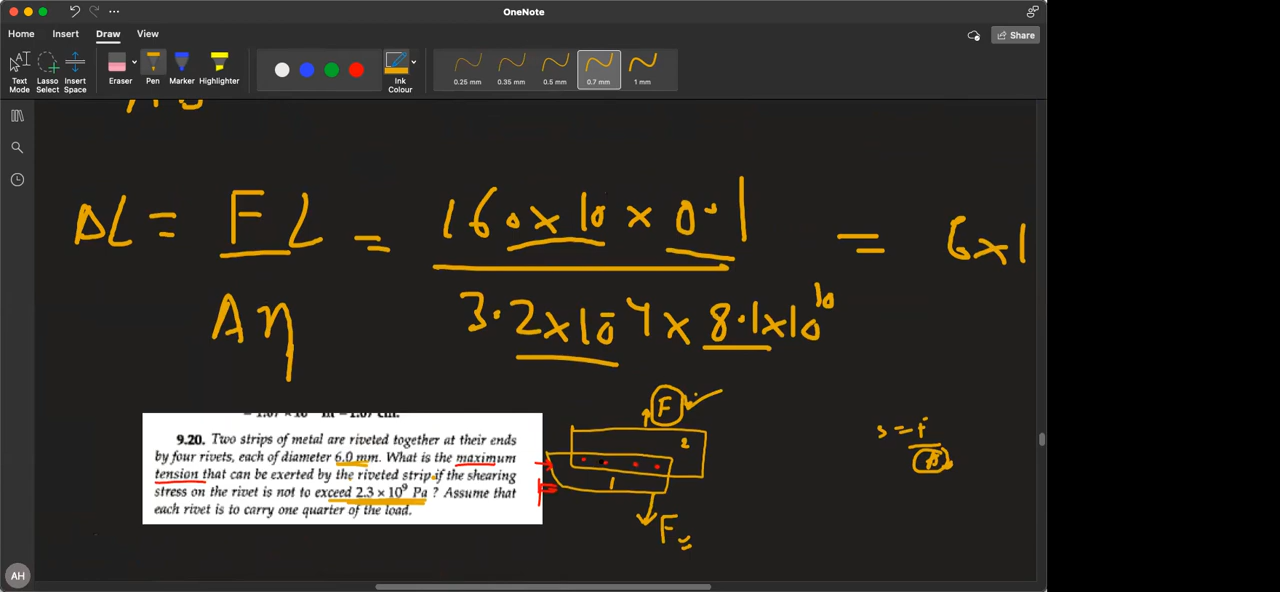 OneNote
Home Insert Draw View
Share
Text Mode
Lasso Select
Insert Space
Eraser
Pen
Marker
Highlighter
Ink Colour
0.25 mm
0.35 mm
0.5 mm
0.7 mm
1 mm
ΔL = FL / Aη = 160 x 10 x 0.1 / 3.2 x 10^-4 x 8.1 x 10^10 = 6 x 1
9.20. Two strips of metal are riveted together at their ends
by four rivets, each of diameter 6.0 mm. What is the maximum
tension that can be exerted by the riveted strip if the shearing
stress on the rivet is not to exceed 2.3 × 10⁹ Pa ? Assume that
each rivet is to carry one quarter of the load.
F
2
1
F
s = F
AH